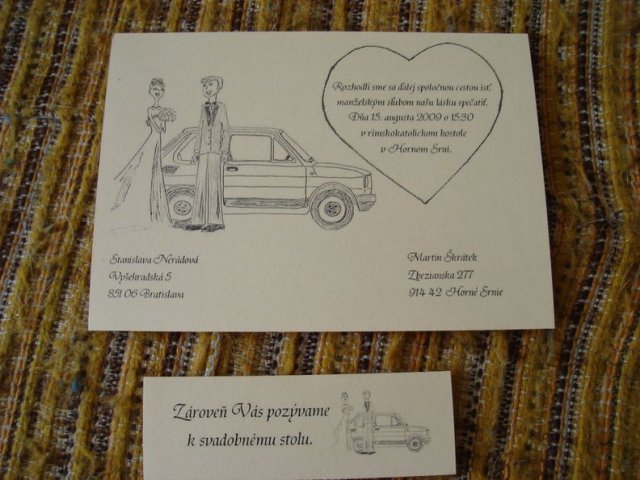 Rozhodli sme sa ďalej spoločnou cestou ísť,
manželským sľubom našu lásku spečatiť.
Dňa 15. augusta 2009 o 15:30
v rímskokatolíckom kostole
v Hornom Srní.
Stanislava Nerádová
Vyšehradská 5
851 06 Bratislava
Martin Škrátek
Zbezianska 277
914 42 Horné Srnie
Zároveň Vás pozývame
k svadobnému stolu.